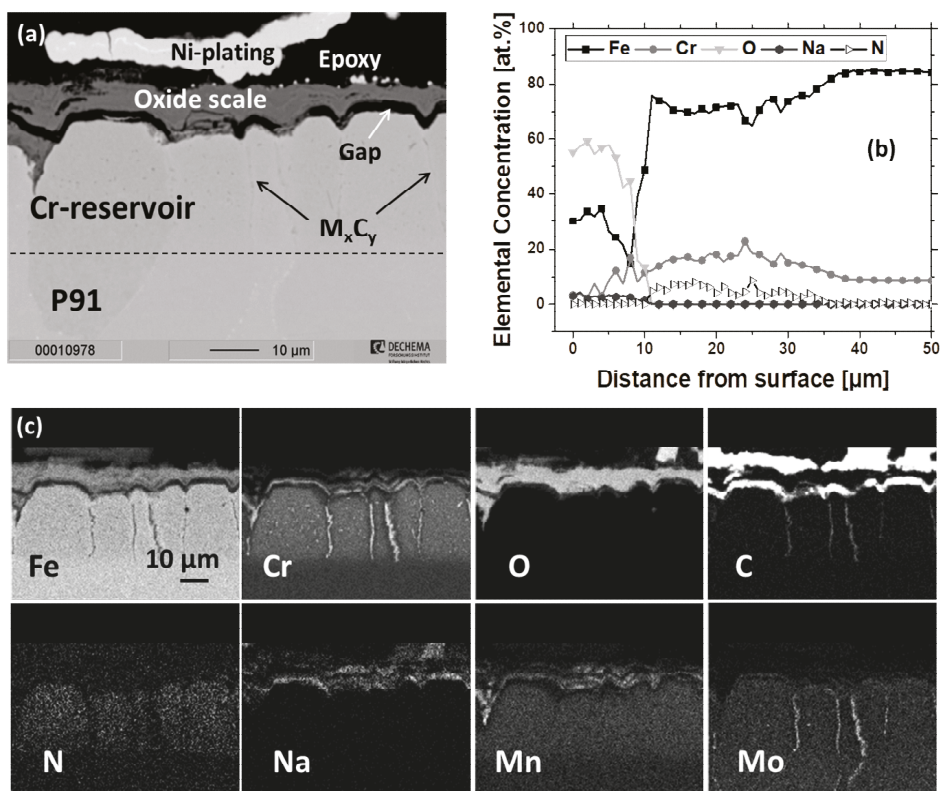 (a)
Ni-plating
Epoxy
Oxide scale
Gap
Cr-reservoir
MxCy
P91
00010978
10 µm
DECHEMA
FORSCHUNGSINSTITUT
Fe Cr O Na N
(b)
Elemental Concentration [at.%]
100
80
60
40
20
0
0 10 20 30 40 50
Distance from surface [µm]
(c)
Fe
10 µm
Cr
O
C
N
Na
Mn
Mo